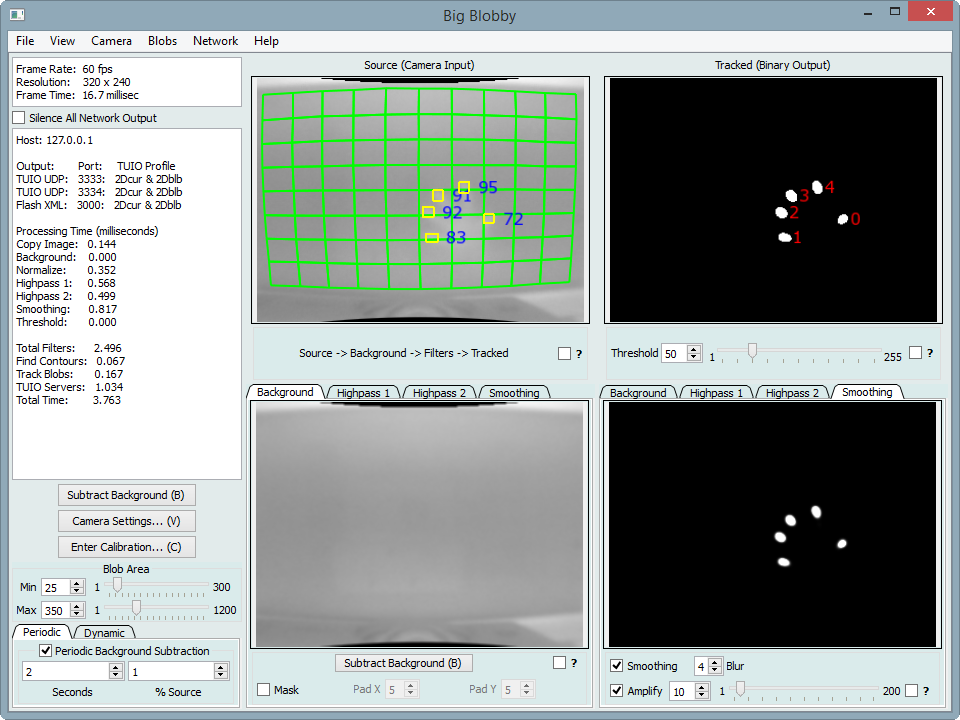 Big Blobby
File View Camera Blobs Network Help
Frame Rate: 60 fps
Resolution: 320 x 240
Frame Time: 16.7 millisec
Silence All Network Output
Host: 127.0.0.1
Output: Port: TUIO Profile
TUIO UDP: 3333: 2Dcur & 2Dblb
TUIO UDP: 3334: 2Dcur & 2Dblb
Flash XML: 3000: 2Dcur & 2Dblb
Processing Time (milliseconds)
Copy Image: 0.144
Background: 0.000
Normalize: 0.352
Highpass 1: 0.568
Highpass 2: 0.499
Smoothing: 0.817
Threshold: 0.000
Total Filters: 2.496
Find Contours: 0.067
Track Blobs: 0.167
TUIO Servers: 1.034
Total Time: 3.763
Subtract Background (B)
Camera Settings... (V)
Enter Calibration... (C)
Blob Area
Min 25 1 300
Max 350 1 1200
Periodic Dynamic
Periodic Background Subtraction
2 1
Seconds % Source
Source (Camera Input)
95
91
92
72
83
Source -> Background -> Filters -> Tracked ?
Background Highpass 1 Highpass 2 Smoothing
Subtract Background (B) ?
Mask Pad X 5 Pad Y 5
Tracked (Binary Output)
4
3
2
0
1
Threshold 50 1 255 ?
Background Highpass 1 Highpass 2 Smoothing
Smoothing 4 Blur
Amplify 10 1 200 ?